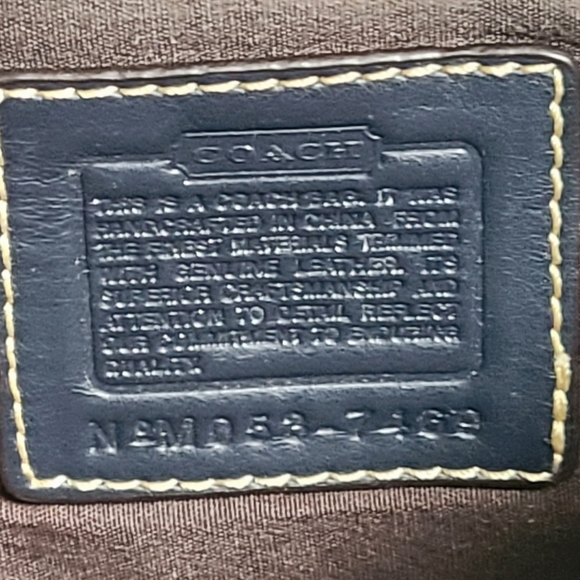 COACH
THIS IS A COACH BAG. IT WAS
HANDCRAFTED IN CHINA FROM
THE FINEST MATERIALS TRIMMED
WITH GENUINE LEATHER. ITS
SUPERIOR CRAFTSMANSHIP AND
ATTENTION TO DETAIL REFLECT
OUR COMMITMENT TO ENDURING
QUALITY.